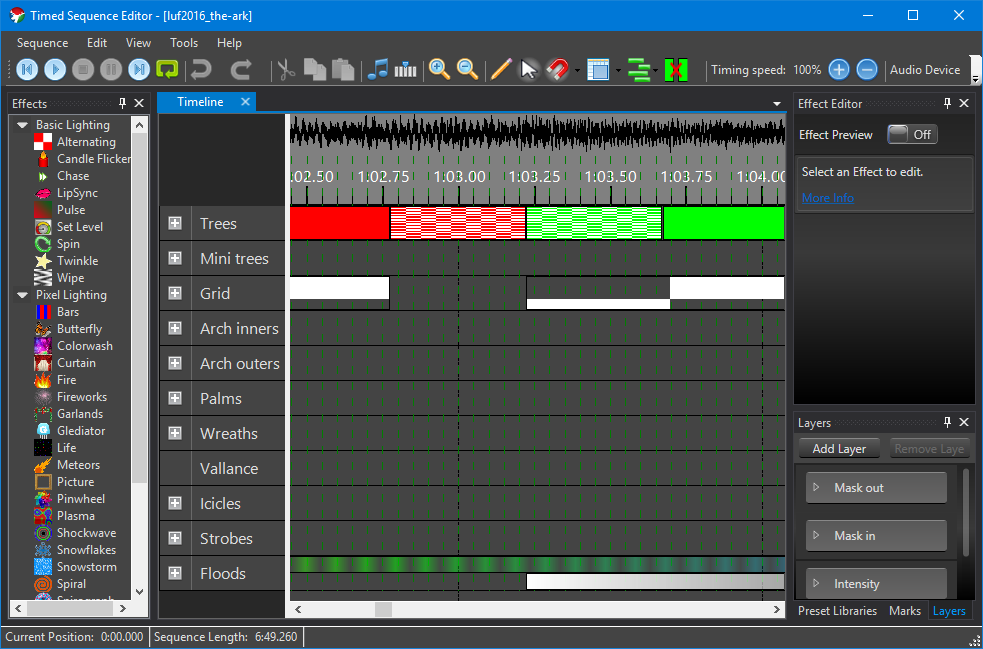 Timed Sequence Editor - [luf2016_the-ark]
Sequence Edit View Tools Help
Timing speed: 100% Audio Device
Effects
Basic Lighting
Alternating
Candle Flicker
Chase
LipSync
Pulse
Set Level
Spin
Twinkle
Wipe
Pixel Lighting
Bars
Butterfly
Colorwash
Curtain
Fire
Fireworks
Garlands
Glediator
Life
Meteors
Picture
Pinwheel
Plasma
Shockwave
Snowflakes
Snowstorm
Spiral
Spirograph
Timeline
:02.50 1:02.75 1:03.00 1:03.25 1:03.50 1:03.75 1:04.00
Trees
Mini trees
Grid
Arch inners
Arch outers
Palms
Wreaths
Vallance
Icicles
Strobes
Floods
Effect Editor
Effect Preview Off
Select an Effect to edit.
More Info
Layers
Add Layer Remove Laye
Mask out
Mask in
Intensity
Preset Libraries Marks Layers
Current Position: 0:00.000 Sequence Length: 6:49.260